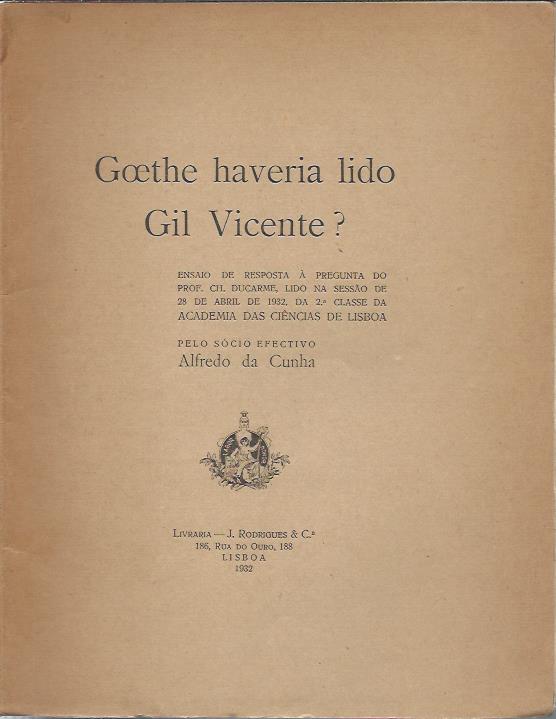 Gœthe haveria lido
Gil Vicente?
ENSAIO DE RESPOSTA À PREGUNTA DO
PROF. CH. DUCARME, LIDO NA SESSÃO DE
28 DE ABRIL DE 1932, DA 2.ª CLASSE DA
ACADEMIA DAS CIÊNCIAS DE LISBOA
PELO SÓCIO EFECTIVO
Alfredo da Cunha
LIVRARIA — J. RODRIGUES & C.ª
186, RUA DO OURO, 188
LISBOA
1932